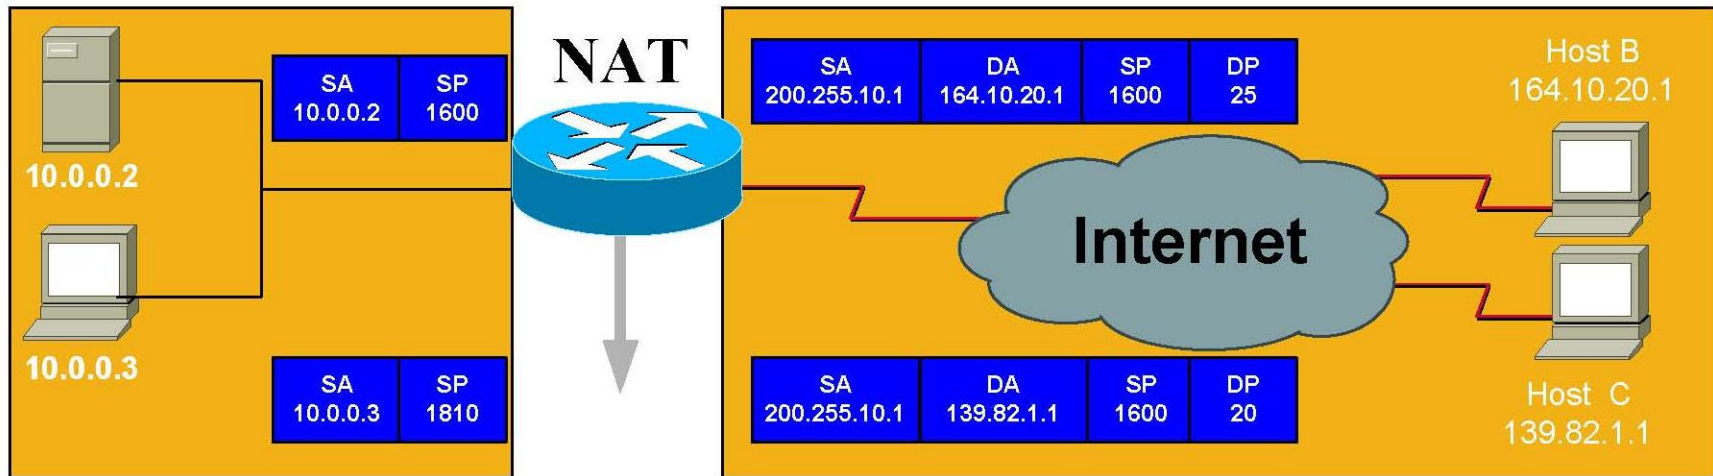 NAT
10.0.0.2
10.0.0.3
SA SP
10.0.0.2 1600
SA SP
10.0.0.3 1810
SA DA SP DP
200.255.10.1 164.10.20.1 1600 25
Internet
SA DA SP DP
200.255.10.1 139.82.1.1 1600 20
Host B
164.10.20.1
Host C
139.82.1.1